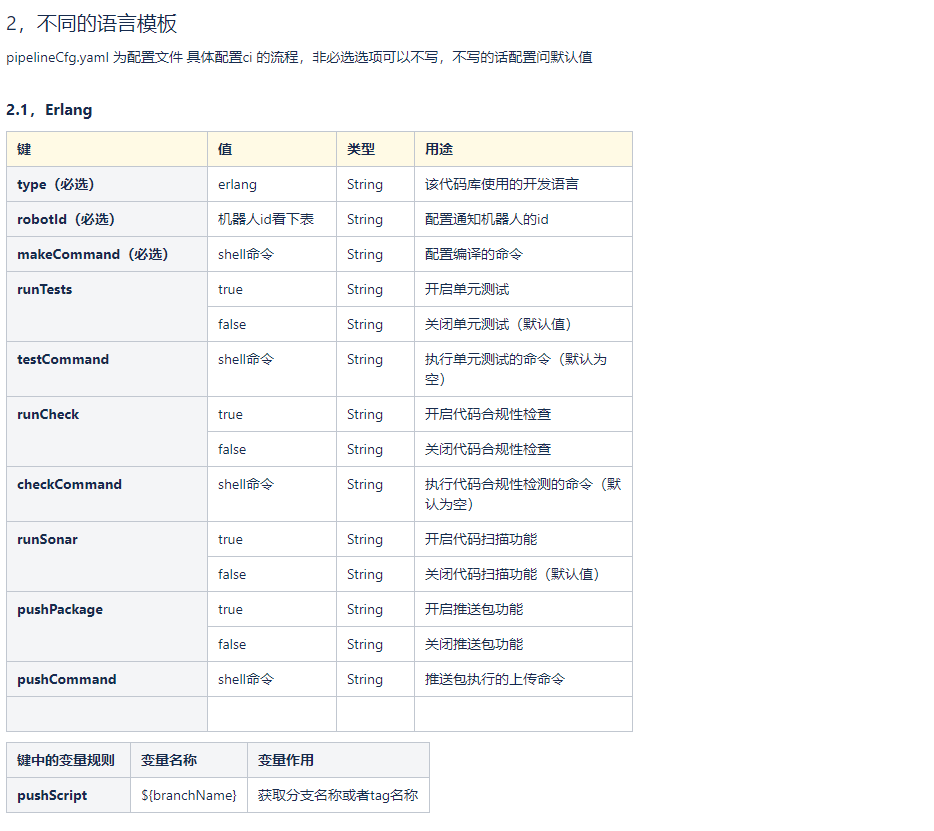 2，不同的语言模板
pipelineCfg.yaml 为配置文件 具体配置ci 的流程，非必选选项可以不写，不写的话配置问默认值
2.1，Erlang
键 值 类型 用途
type（必选） erlang String 该代码库使用的开发语言
robotId（必选） 机器人id看下表 String 配置通知机器人的id
makeCommand（必选） shell命令 String 配置编译的命令
runTests true String 开启单元测试
false String 关闭单元测试（默认值）
testCommand shell命令 String 执行单元测试的命令（默认为
空）
runCheck true String 开启代码合规性检查
false String 关闭代码合规性检查
checkCommand shell命令 String 执行代码合规性检测的命令（默
认为空）
runSonar true String 开启代码扫描功能
false String 关闭代码扫描功能（默认值）
pushPackage true String 开启推送包功能
false String 关闭推送包功能
pushCommand shell命令 String 推送包执行的上传命令
键中的变量规则 变量名称 变量作用
pushScript ${branchName} 获取分支名称或者tag名称